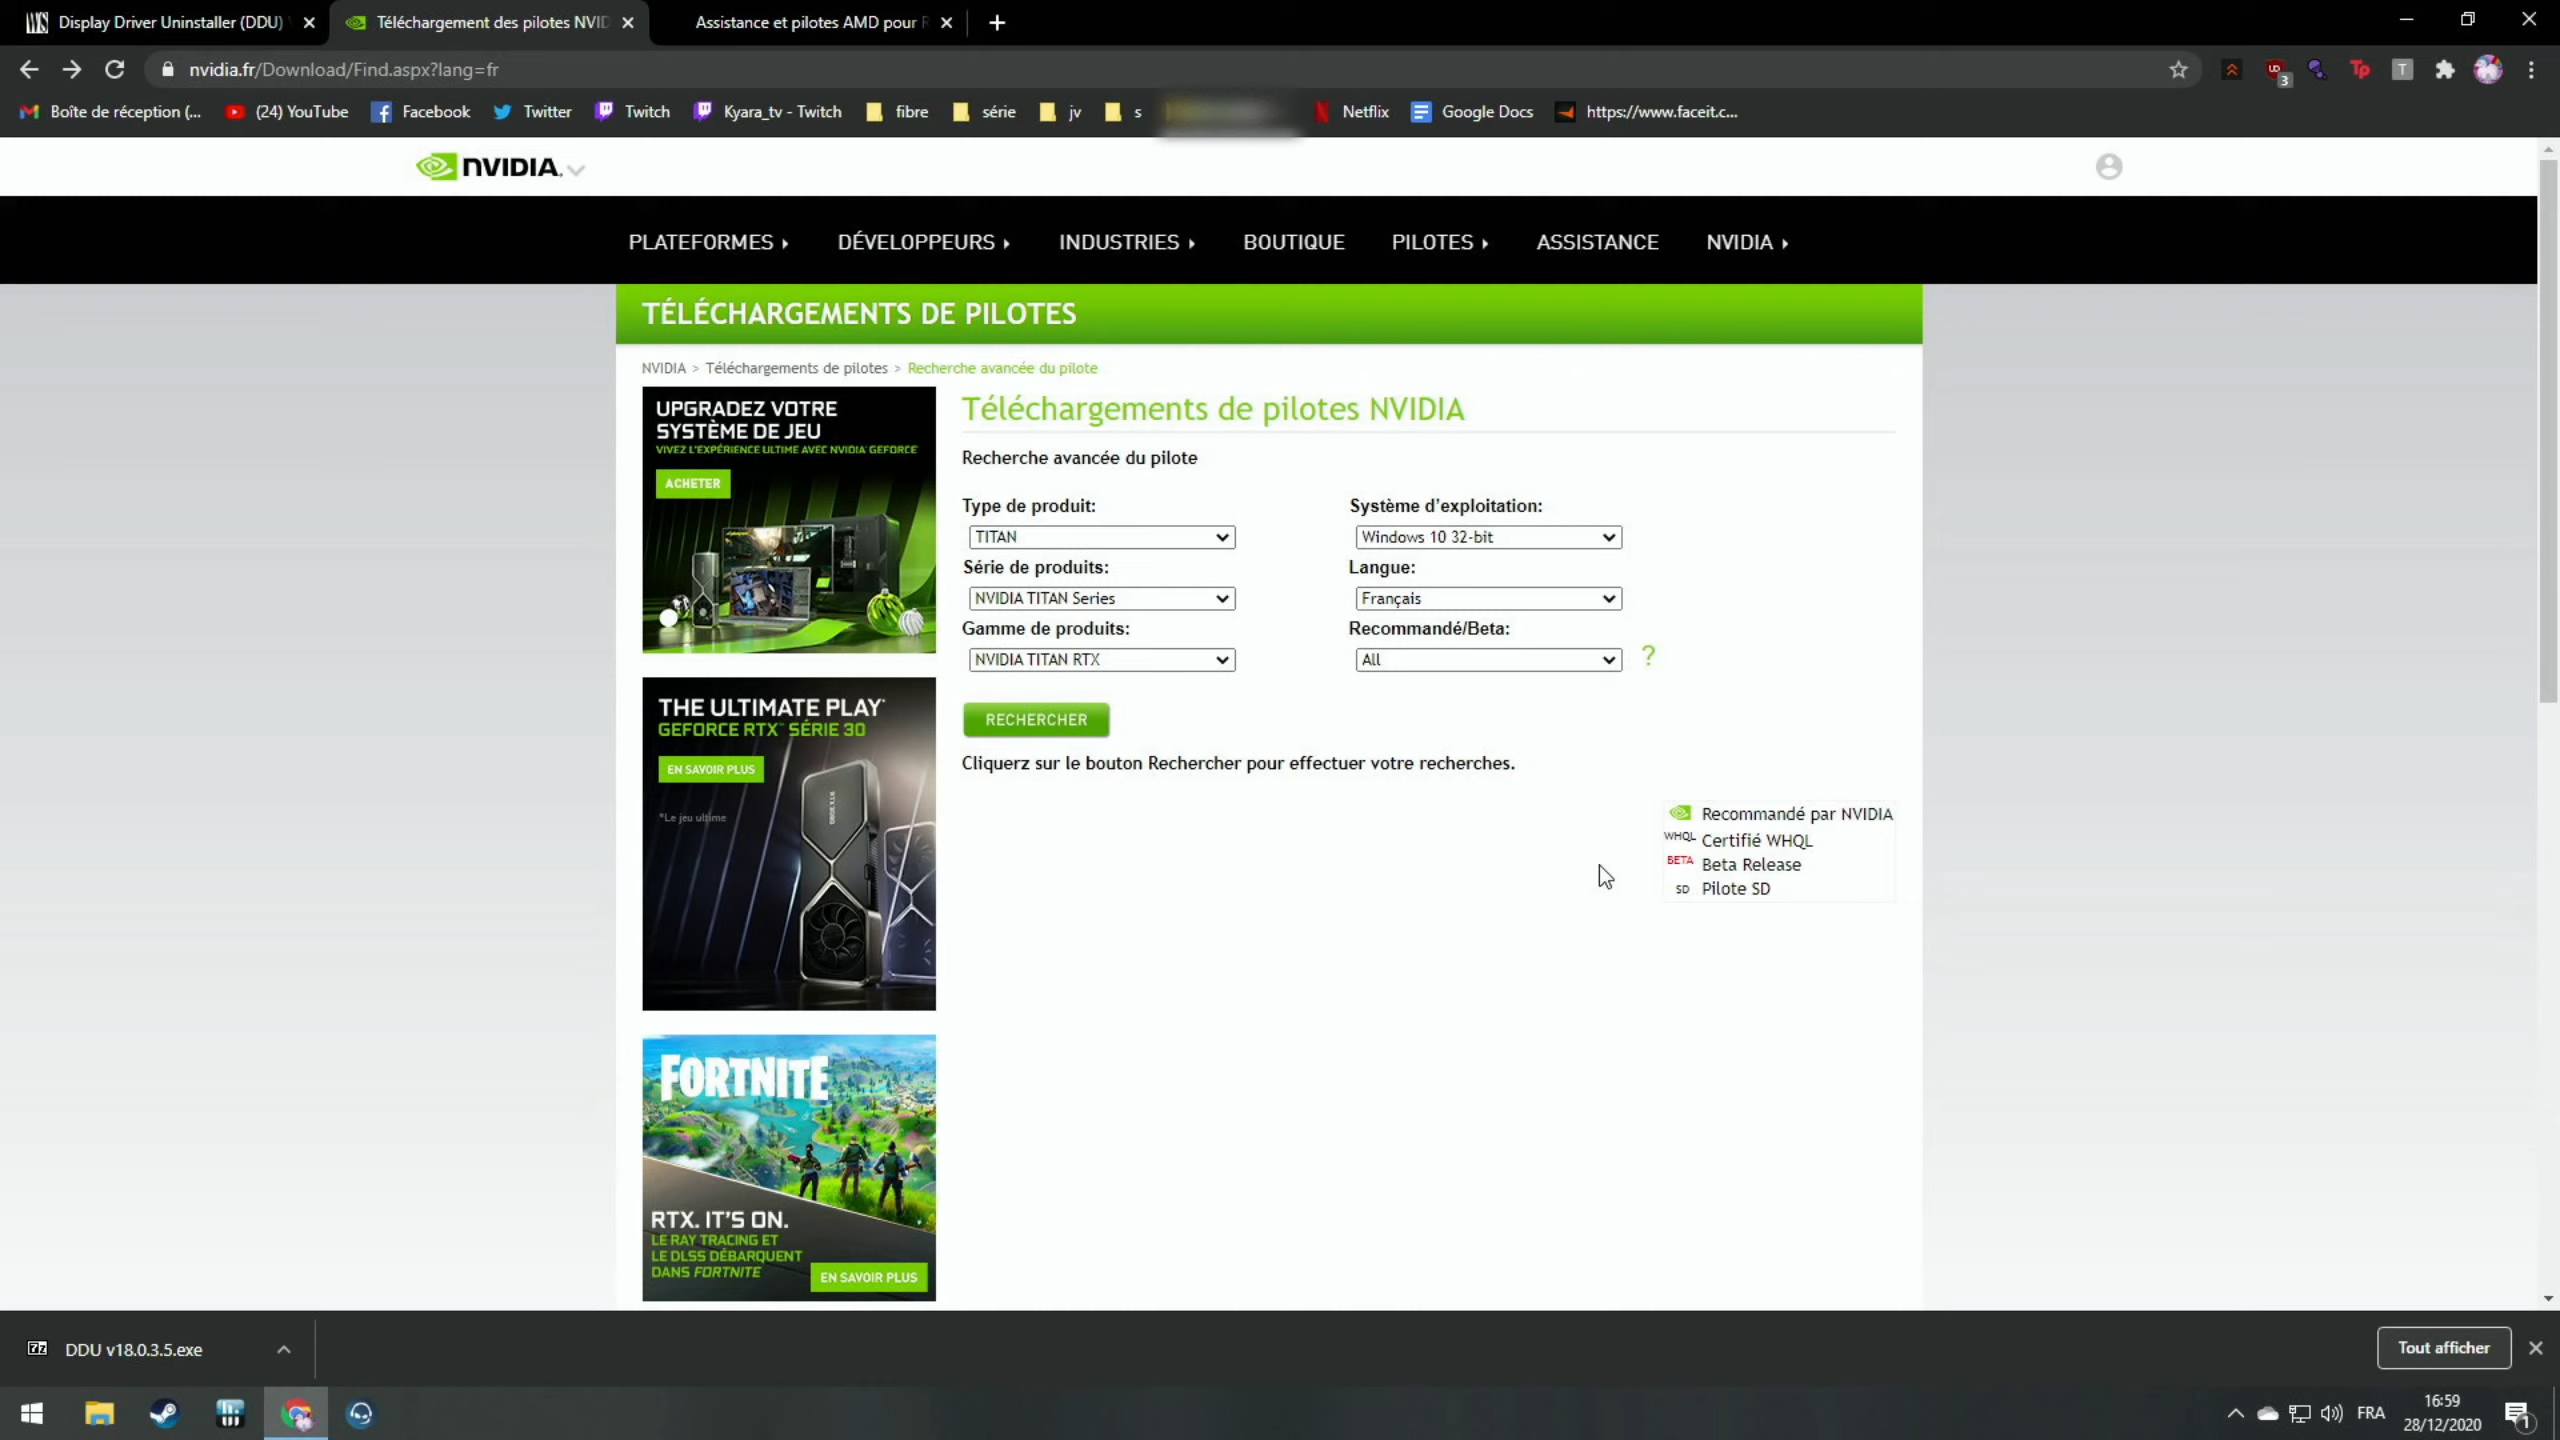 Display Driver Uninstaller (DDU)
Téléchargement des pilotes NVID
Assistance et pilotes AMD pour
nvidia.fr/Download/Find.aspx?lang=fr
3
Tp
T
Boîte de réception (...
(24) YouTube
Facebook
Twitter
Twitch
Kyara_tv - Twitch
fibre
série
jv
s
Netflix
Google Docs
https://www.faceit.c...
NVIDIA.
PLATEFORMES
DÉVELOPPEURS
INDUSTRIES
BOUTIQUE
PILOTES
ASSISTANCE
NVIDIA
TÉLÉCHARGEMENTS DE PILOTES
NVIDIA > Téléchargements de pilotes > Recherche avancée du pilote
UPGRADEZ VOTRE
SYSTÈME DE JEU
VIVEZ L'EXPÉRIENCE ULTIME AVEC NVIDIA GEFORCE
ACHETER
THE ULTIMATE PLAY*
GEFORCE RTX™ SÉRIE 30
EN SAVOIR PLUS
*Le jeu ultime
FORTNITE
RTX. IT'S ON.
LE RAY TRACING ET
LE DLSS DÉBARQUENT
DANS FORTNITE
EN SAVOIR PLUS
Téléchargements de pilotes NVIDIA
Recherche avancée du pilote
Type de produit:
TITAN
Série de produits:
NVIDIA TITAN Series
Gamme de produits:
NVIDIA TITAN RTX
Système d'exploitation:
Windows 10 32-bit
Langue:
Français
Recommandé/Beta:
All
?
RECHERCHER
Cliquerz sur le bouton Rechercher pour effectuer votre recherches.
Recommandé par NVIDIA
WHQL Certifié WHQL
BETA Beta Release
SD Pilote SD
DDU v18.0.3.5.exe
Tout afficher
FRA
16:59
28/12/2020
1